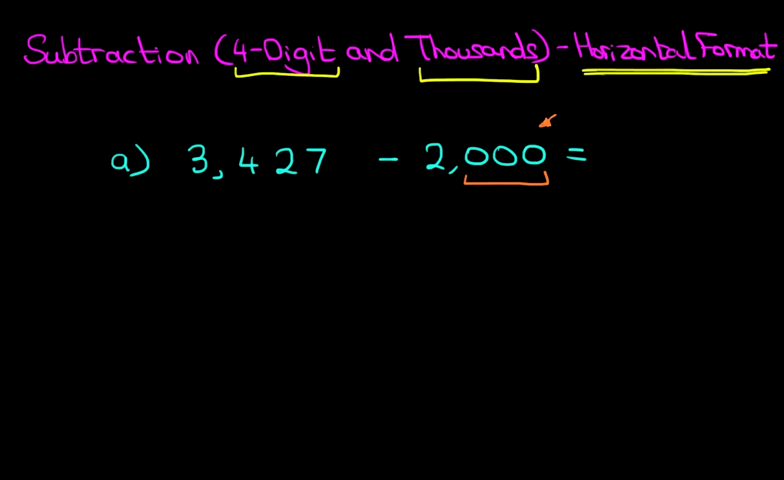 Subtraction (4-Digit and Thousands) - Horizontal Format
a) 3,427 - 2,000 =